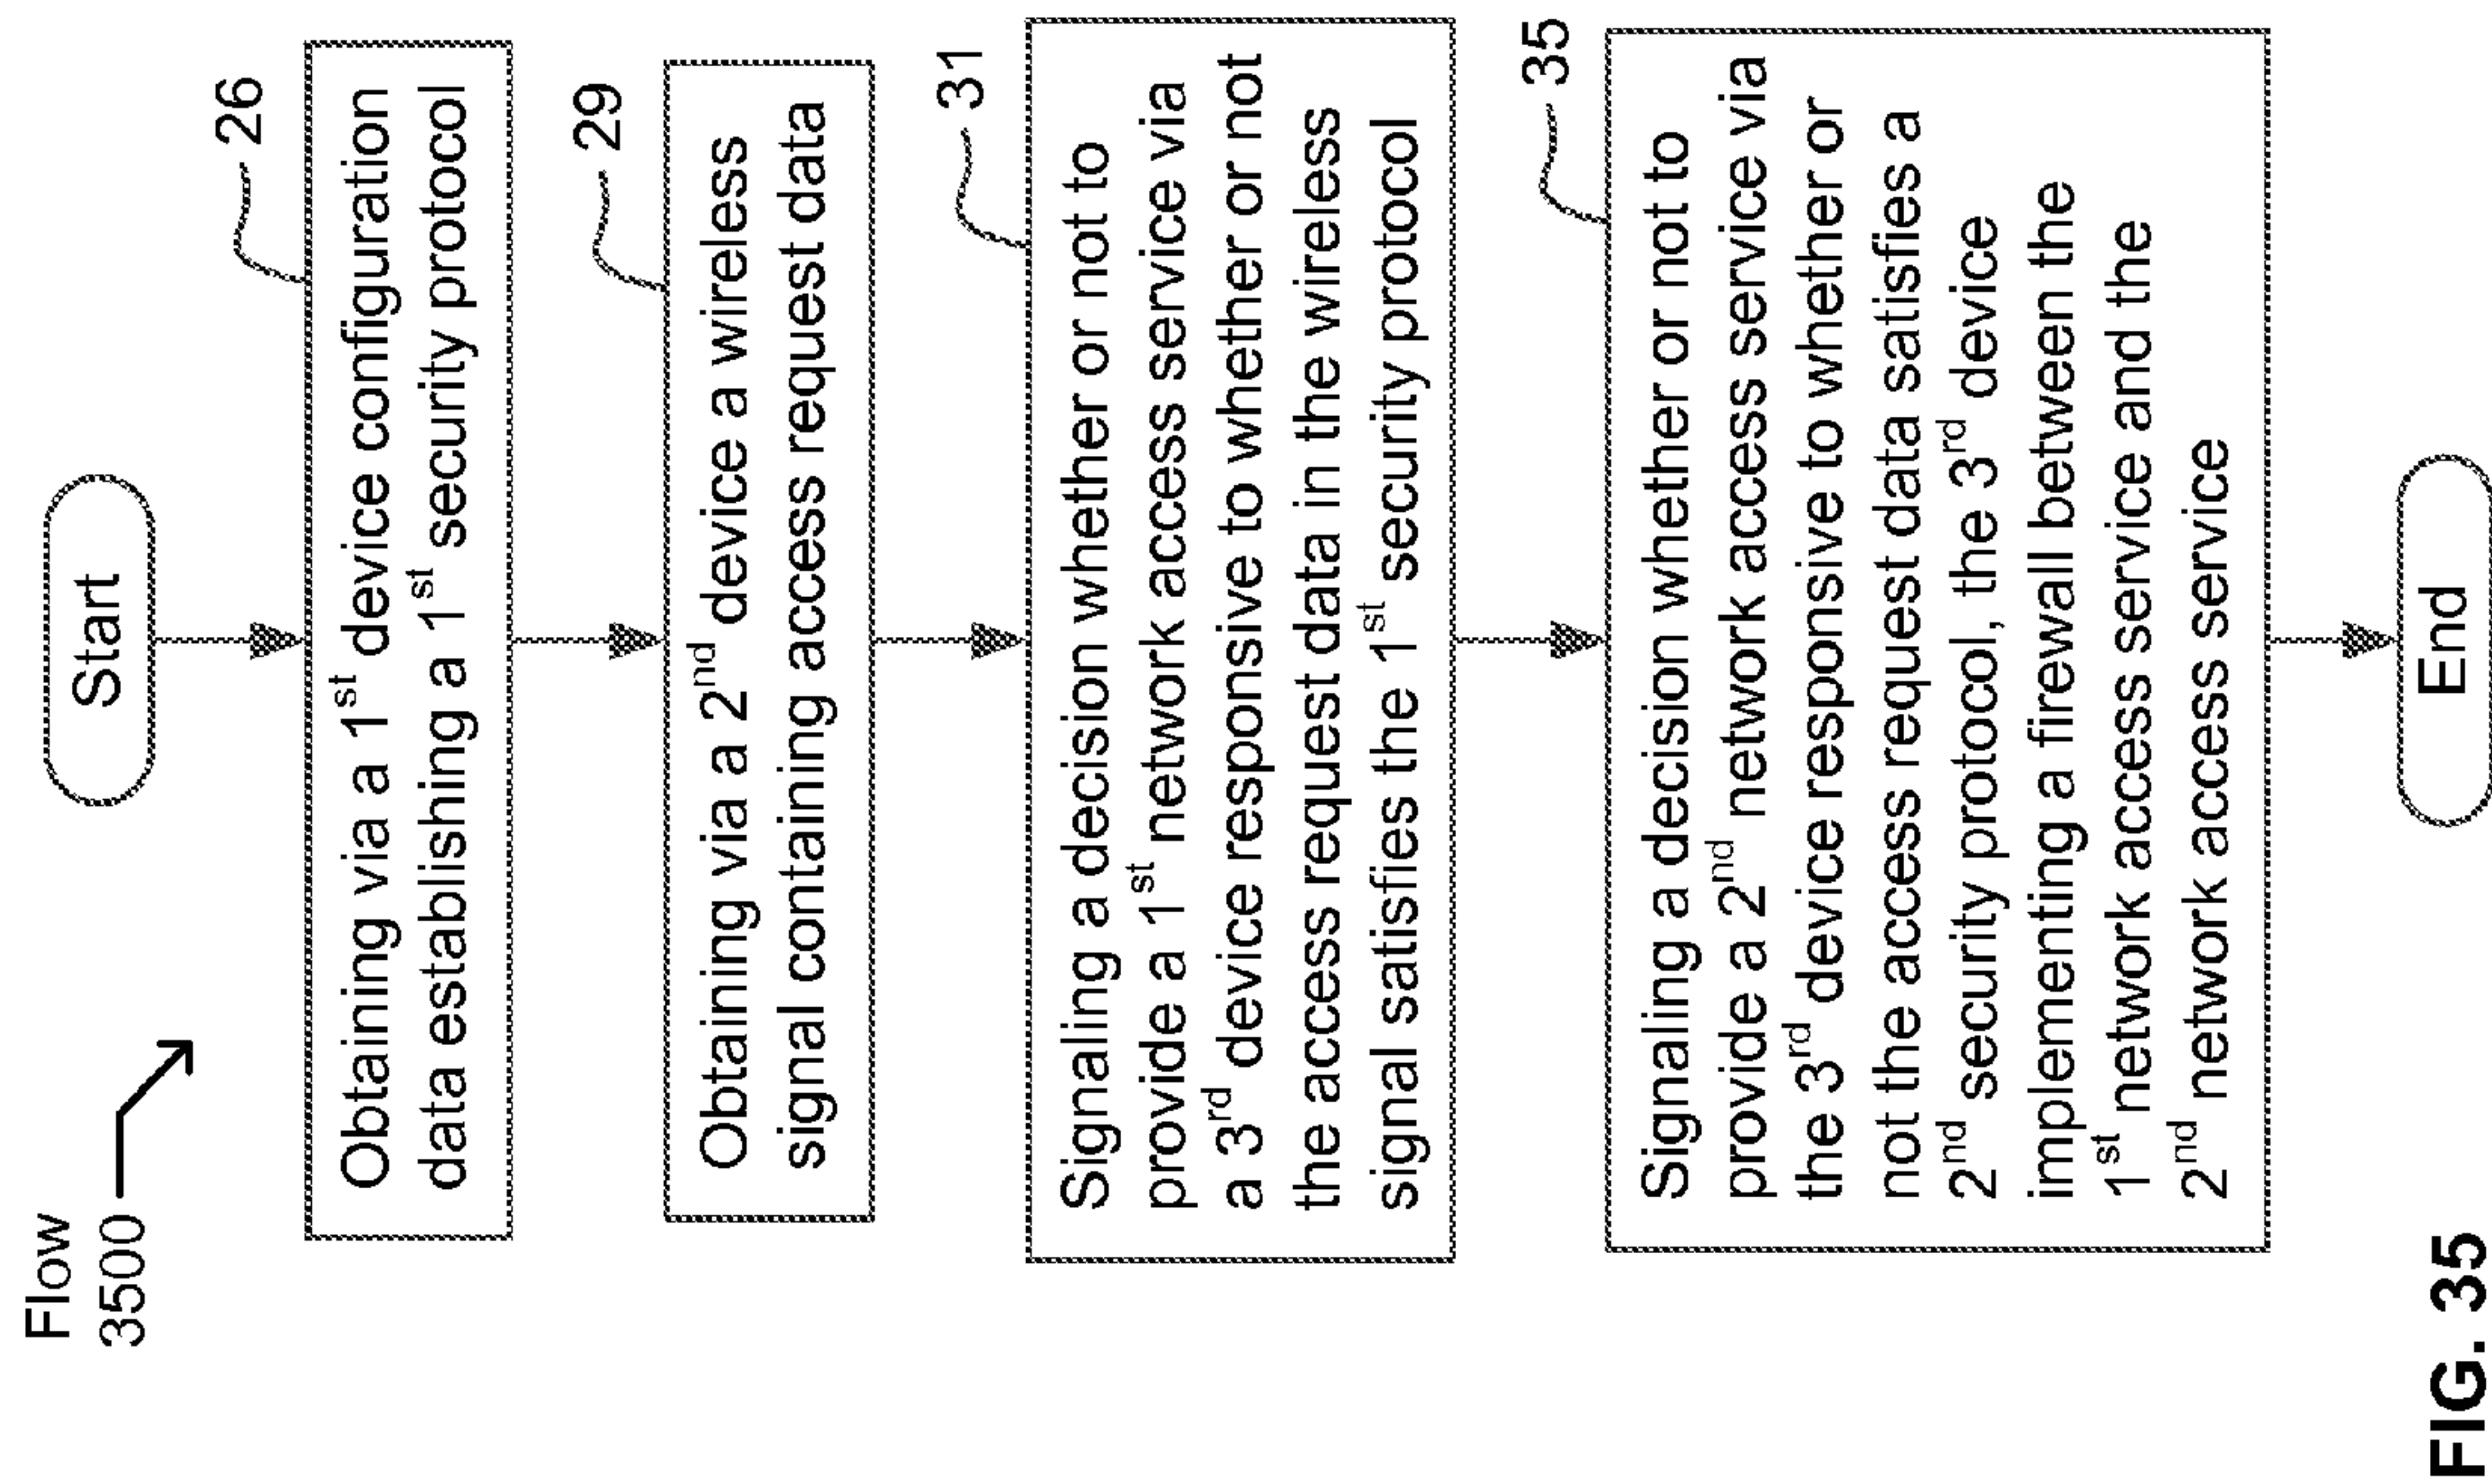 Flow
3500
Start
26
Obtaining via a 1st device configuration
data establishing a 1st security protocol
29
Obtaining via a 2nd device a wireless
signal containing access request data
31
Signaling a decision whether or not to
provide a 1st network access service via
a 3rd device responsive to whether or not
the access request data in the wireless
signal satisfies the 1st security protocol
35
Signaling a decision whether or not to
provide a 2nd network access service via
the 3rd device responsive to whether or
not the access request data satisfies a
2nd security protocol, the 3rd device
implementing a firewall between the
1st network access service and the
2nd network access service
End
FIG. 35